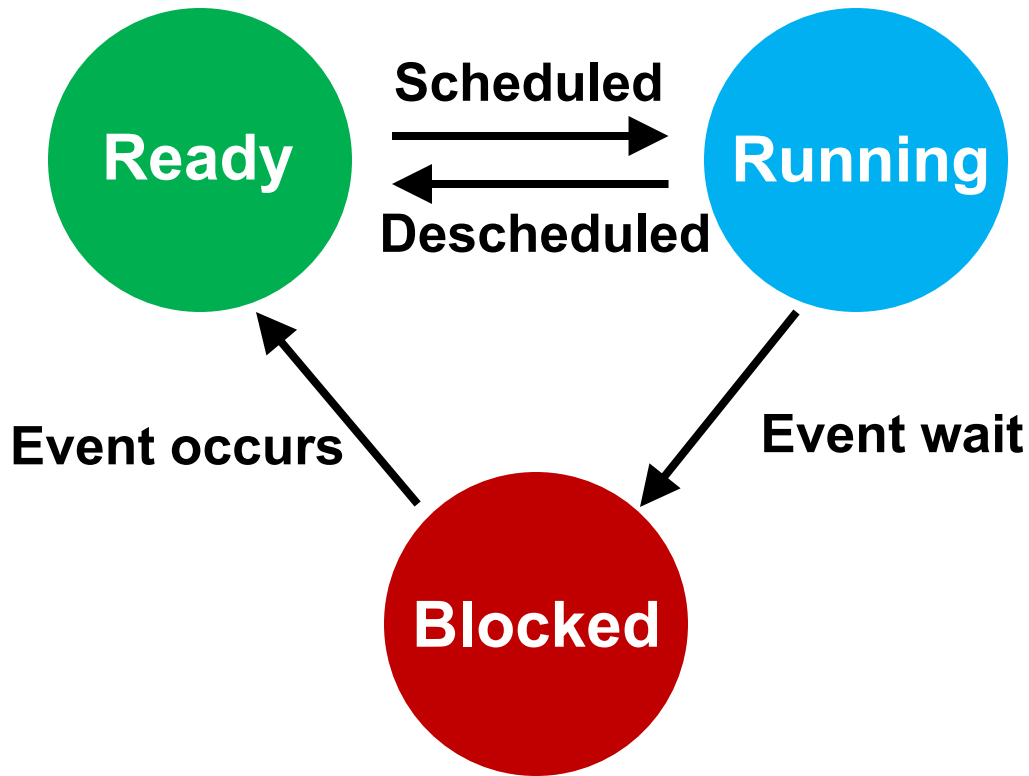 Scheduled
Ready
Running
Descheduled
Event occurs
Event wait
Blocked